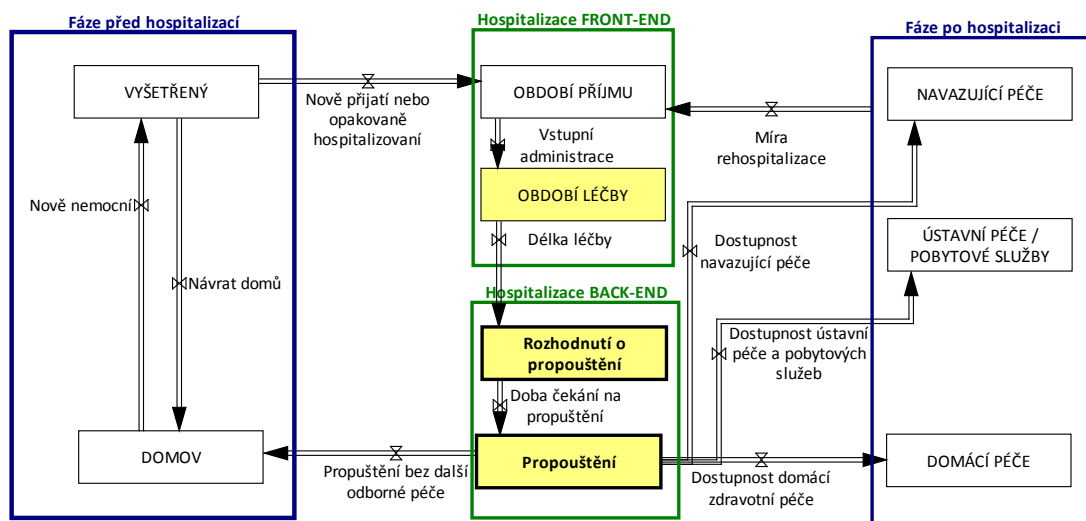 Fáze před hospitalizací
Hospitalizace FRONT-END
Fáze po hospitalizaci
VYŠETŘENÝ
Nově přijatí nebo
opakovaně
hospitalizovaní
OBDOBÍ PŘÍJMU
NAVAZUJÍCÍ PÉČE
Vstupní
administrace
Míra
rehospitalizace
OBDOBÍ LÉČBY
Nově nemocní
Délka léčby
Dostupnost
navazující péče
ÚSTAVNÍ PÉČE /
POBYTOVÉ SLUŽBY
Návrat domů
Hospitalizace BACK-END
Rozhodnutí o
propouštění
Dostupnost ústavní
péče a pobytových
služeb
Doba čekání na
propuštění
DOMOV
Propuštění bez další
odborné péče
Propouštění
Dostupnost domácí
zdravotní péče
DOMÁCÍ PÉČE